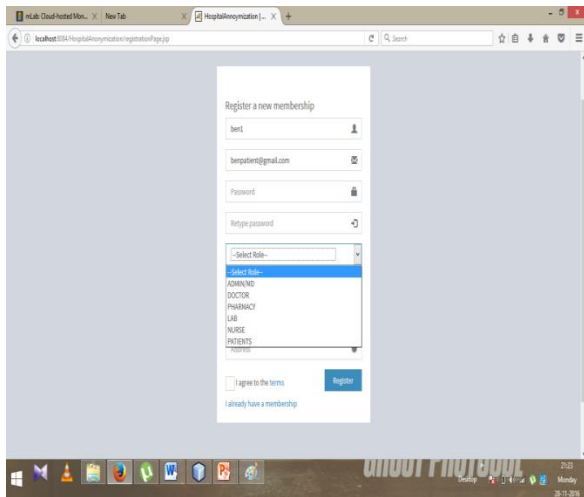 mLab: Cloud-hosted Mon...
New Tab
HospitalAnnoymization |...
localhost:8084/HospitalAnonymization/registrationPage.jsp
Search
Register a new membership
ben1
benpatient@gmail.com
Password
Retype password
--Select Role--
--Select Role--
ADMIN/MD
DOCTOR
PHARMACY
LAB
NURSE
PATIENTS
Address
I agree to the terms
Register
I already have a membership
Desktop
21:23
Monday
28-11-2016